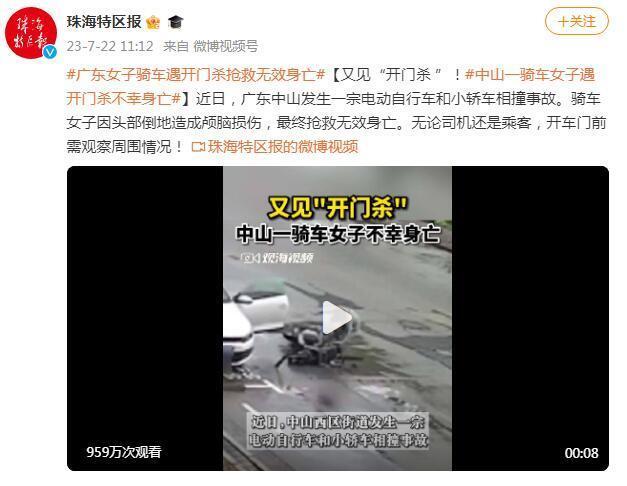 珠海特区报
珠海特区报
23-7-22 11:12 来自 微博视频号
+关注
#广东女子骑车遇开门杀抢救无效身亡#【又见“开门杀 ”！#中山一骑车女子遇
开门杀不幸身亡#】近日，广东中山发生一宗电动自行车和小轿车相撞事故。骑车
女子因头部倒地造成颅脑损伤，最终抢救无效身亡。无论司机还是乘客，开车门前
需观察周围情况！ 珠海特区报的微博视频
又见"开门杀"
中山一骑车女子不幸身亡
观海视频
近日，中山西区街道发生一宗
电动自行车和小轿车相撞事故
959万次观看
00:08